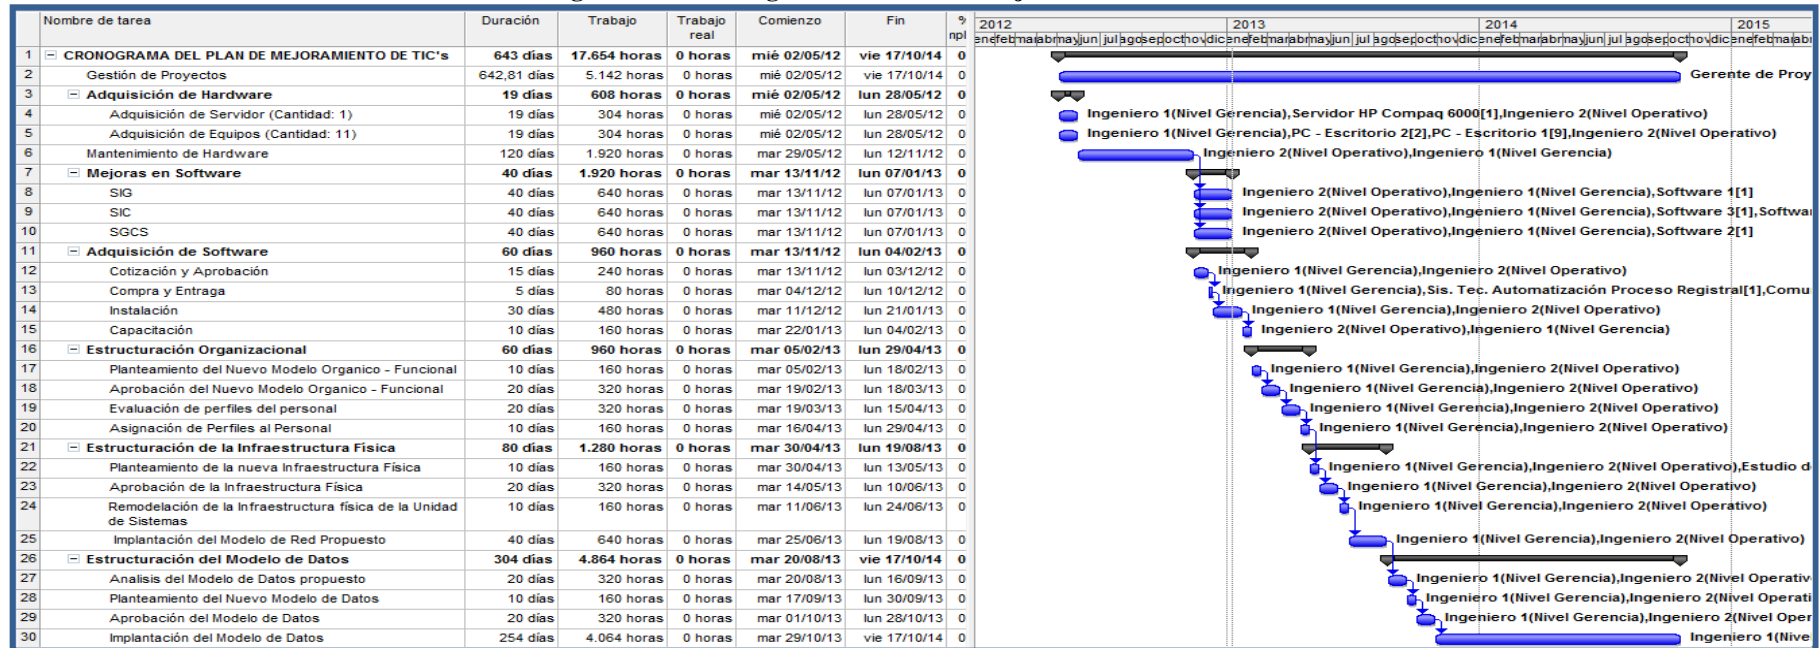 Nombre de tarea Duración Trabajo Trabajo real Comienzo Fin % 2012 2013 2014 2015
1 CRONOGRAMA DEL PLAN DE MEJORAMIENTO DE TIC's 643 días 17.654 horas 0 horas mié 02/05/12 vie 17/10/14 0
2 Gestión de Proyectos 642,81 días 5.142 horas 0 horas mié 02/05/12 vie 17/10/14 0 Gerente de Proy
3 Adquisición de Hardware 19 días 608 horas 0 horas mié 02/05/12 lun 28/05/12 0
4 Adquisición de Servidor (Cantidad: 1) 19 días 304 horas 0 horas mié 02/05/12 lun 28/05/12 0 Ingeniero 1(Nivel Gerencia),Servidor HP Compaq 6000[1],Ingeniero 2(Nivel Operativo)
5 Adquisición de Equipos (Cantidad: 11) 19 días 304 horas 0 horas mié 02/05/12 lun 28/05/12 0 Ingeniero 1(Nivel Gerencia),PC - Escritorio 2[2],PC - Escritorio 1[9],Ingeniero 2(Nivel Operativo)
6 Mantenimiento de Hardware 120 días 1.920 horas 0 horas mar 29/05/12 lun 12/11/12 0 Ingeniero 2(Nivel Operativo),Ingeniero 1(Nivel Gerencia)
7 Mejoras en Software 40 días 1.920 horas 0 horas mar 13/11/12 lun 07/01/13 0
8 SIG 40 días 640 horas 0 horas mar 13/11/12 lun 07/01/13 0 Ingeniero 2(Nivel Operativo),Ingeniero 1(Nivel Gerencia),Software 1[1]
9 SIC 40 días 640 horas 0 horas mar 13/11/12 lun 07/01/13 0 Ingeniero 2(Nivel Operativo),Ingeniero 1(Nivel Gerencia),Software 3[1],Softwar
10 SGCS 40 días 640 horas 0 horas mar 13/11/12 lun 07/01/13 0 Ingeniero 2(Nivel Operativo),Ingeniero 1(Nivel Gerencia),Software 2[1]
11 Adquisición de Software 60 días 960 horas 0 horas mar 13/11/12 lun 04/02/13 0
12 Cotización y Aprobación 15 días 240 horas 0 horas mar 13/11/12 lun 03/12/12 0 Ingeniero 1(Nivel Gerencia),Ingeniero 2(Nivel Operativo)
13 Compra y Entraga 5 días 80 horas 0 horas mar 04/12/12 lun 10/12/12 0 Ingeniero 1(Nivel Gerencia),Sis. Tec. Automatización Proceso Registral[1],Comu
14 Instalación 30 días 480 horas 0 horas mar 11/12/12 lun 21/01/13 0 Ingeniero 1(Nivel Gerencia),Ingeniero 2(Nivel Operativo)
15 Capacitación 10 días 160 horas 0 horas mar 22/01/13 lun 04/02/13 0 Ingeniero 2(Nivel Operativo),Ingeniero 1(Nivel Gerencia)
16 Estructuración Organizacional 60 días 960 horas 0 horas mar 05/02/13 lun 29/04/13 0
17 Planteamiento del Nuevo Modelo Organico - Funcional 10 días 160 horas 0 horas mar 05/02/13 lun 18/02/13 0 Ingeniero 1(Nivel Gerencia),Ingeniero 2(Nivel Operativo)
18 Aprobación del Nuevo Modelo Organico - Funcional 20 días 320 horas 0 horas mar 19/02/13 lun 18/03/13 0 Ingeniero 1(Nivel Gerencia),Ingeniero 2(Nivel Operativo)
19 Evaluación de perfiles del personal 20 días 320 horas 0 horas mar 19/03/13 lun 15/04/13 0 Ingeniero 1(Nivel Gerencia),Ingeniero 2(Nivel Operativo)
20 Asignación de Perfiles al Personal 10 días 160 horas 0 horas mar 16/04/13 lun 29/04/13 0 Ingeniero 1(Nivel Gerencia),Ingeniero 2(Nivel Operativo)
21 Estructuración de la Infraestructura Física 80 días 1.280 horas 0 horas mar 30/04/13 lun 19/08/13 0
22 Planteamiento de la nueva Infraestructura Física 10 días 160 horas 0 horas mar 30/04/13 lun 13/05/13 0 Ingeniero 1(Nivel Gerencia),Ingeniero 2(Nivel Operativo),Estudio d
23 Aprobación de la Infraestructura Física 20 días 320 horas 0 horas mar 14/05/13 lun 10/06/13 0 Ingeniero 1(Nivel Gerencia),Ingeniero 2(Nivel Operativo)
24 Remodelación de la Infraestructura física de la Unidad de Sistemas 10 días 160 horas 0 horas mar 11/06/13 lun 24/06/13 0 Ingeniero 1(Nivel Gerencia),Ingeniero 2(Nivel Operativo)
25 Implantación del Modelo de Red Propuesto 40 días 640 horas 0 horas mar 25/06/13 lun 19/08/13 0 Ingeniero 1(Nivel Gerencia),Ingeniero 2(Nivel Operativo)
26 Estructuración del Modelo de Datos 304 días 4.864 horas 0 horas mar 20/08/13 vie 17/10/14 0
27 Analisis del Modelo de Datos propuesto 20 días 320 horas 0 horas mar 20/08/13 lun 16/09/13 0 Ingeniero 1(Nivel Gerencia),Ingeniero 2(Nivel Operativ
28 Planteamiento del Nuevo Modelo de Datos 10 días 160 horas 0 horas mar 17/09/13 lun 30/09/13 0 Ingeniero 1(Nivel Gerencia),Ingeniero 2(Nivel Operati
29 Aprobación del Modelo de Datos 20 días 320 horas 0 horas mar 01/10/13 lun 28/10/13 0 Ingeniero 1(Nivel Gerencia),Ingeniero 2(Nivel Oper
30 Implantación del Modelo de Datos 254 días 4.064 horas 0 horas mar 29/10/13 vie 17/10/14 0 Ingeniero 1(Nive